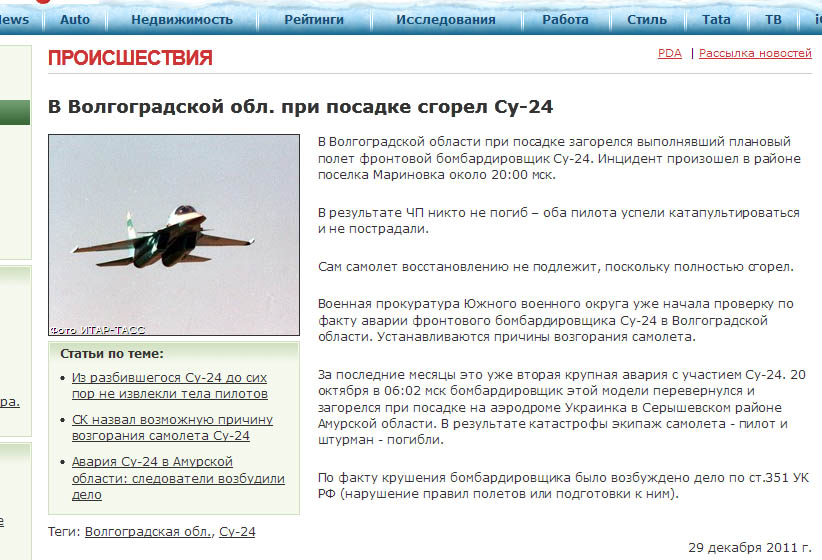 News Auto Недвижимость Рейтинги Исследования Работа Стиль Tata ТВ
ПРОИСШЕСТВИЯ
PDA | Рассылка новостей
В Волгоградской обл. при посадке сгорел Су-24
Фото ИТАР-ТАСС
В Волгоградской области при посадке загорелся выполнявший плановый
полет фронтовой бомбардировщик Су-24. Инцидент произошел в районе
поселка Мариновка около 20:00 мск.
В результате ЧП никто не погиб – оба пилота успели катапультироваться
и не пострадали.
Сам самолет восстановлению не подлежит, поскольку полностью сгорел.
Военная прокуратура Южного военного округа уже начала проверку по
факту аварии фронтового бомбардировщика Су-24 в Волгоградской
области. Устанавливаются причины возгорания самолета.
За последние месяцы это уже вторая крупная авария с участием Су-24. 20
октября в 06:02 мск бомбардировщик этой модели перевернулся и
загорелся при посадке на аэродроме Украинка в Серышевском районе
Амурской области. В результате катастрофы экипаж самолета - пилот и
штурман - погибли.
По факту крушения бомбардировщика было возбуждено дело по ст.351 УК
РФ (нарушение правил полетов или подготовки к ним).
Статьи по теме:
Из разбившегося Су-24 до сих
пор не извлекли тела пилотов
СК назвал возможную причину
возгорания самолета Су-24
Авария Су-24 в Амурской
области: следователи возбудили
дело
Теги: Волгоградская обл., Су-24
29 декабря 2011 г.